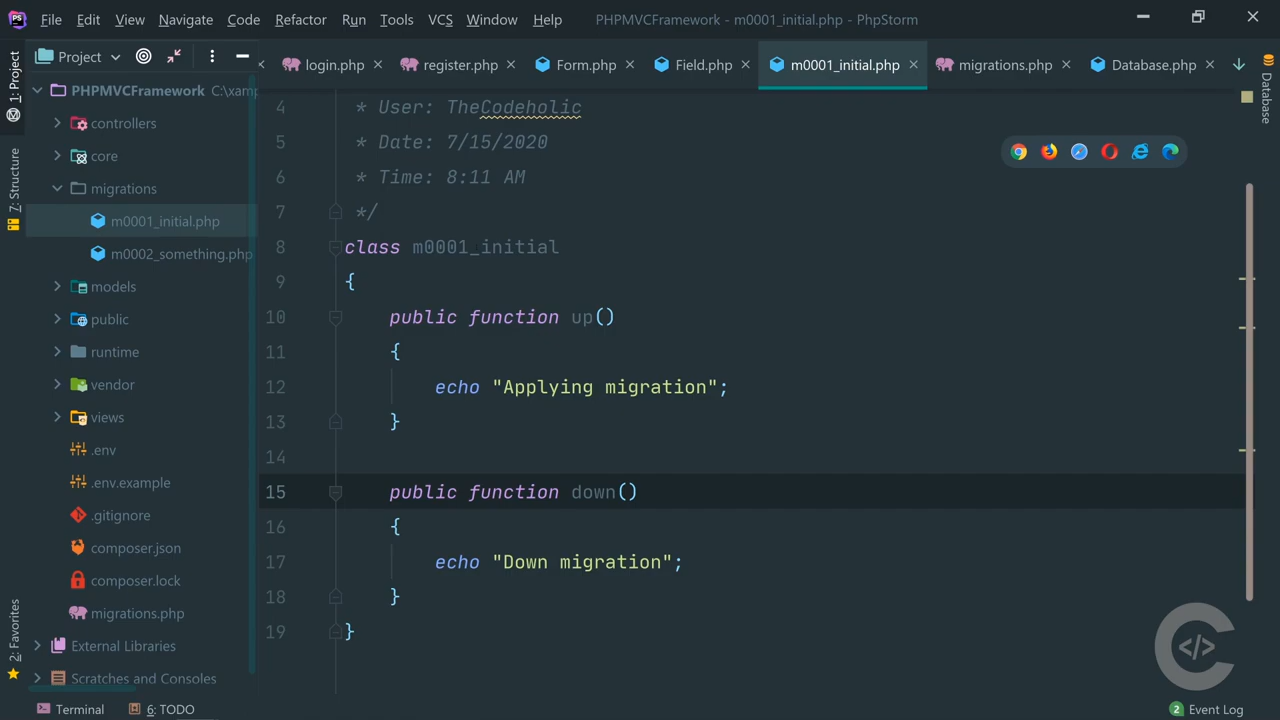 File Edit View Navigate Code Refactor Run Tools VCS Window Help PHPMVCFramework - m0001_initial.php - PhpStorm
Project
login.php register.php Form.php Field.php m0001_initial.php migrations.php Database.php
1: Project
7: Structure
2: Favorites
Database
PHPMVCFramework C:\xam
controllers
core
migrations
m0001_initial.php
m0002_something.php
models
public
runtime
vendor
views
.env
.env.example
.gitignore
composer.json
composer.lock
migrations.php
External Libraries
Scratches and Consoles
4 * User: TheCodeholic
5 * Date: 7/15/2020
6 * Time: 8:11 AM
7 */
8 class m0001_initial
9 {
10 public function up()
11 {
12 echo "Applying migration";
13 }
14
15 public function down()
16 {
17 echo "Down migration";
18 }
19 }
</>
Terminal 6: TODO 2 Event Log